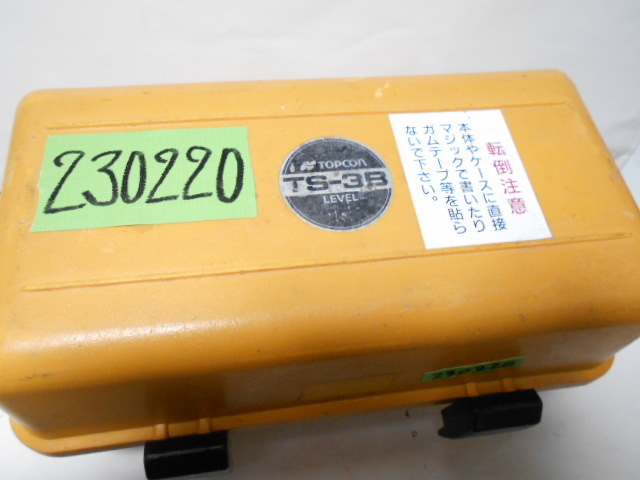 230220
TOPCON
TS-3B
LEVEL
転倒注意
本体やケースに直接
マジックで書いたり
ガムテープ等を貼ら
ないで下さい。
230220